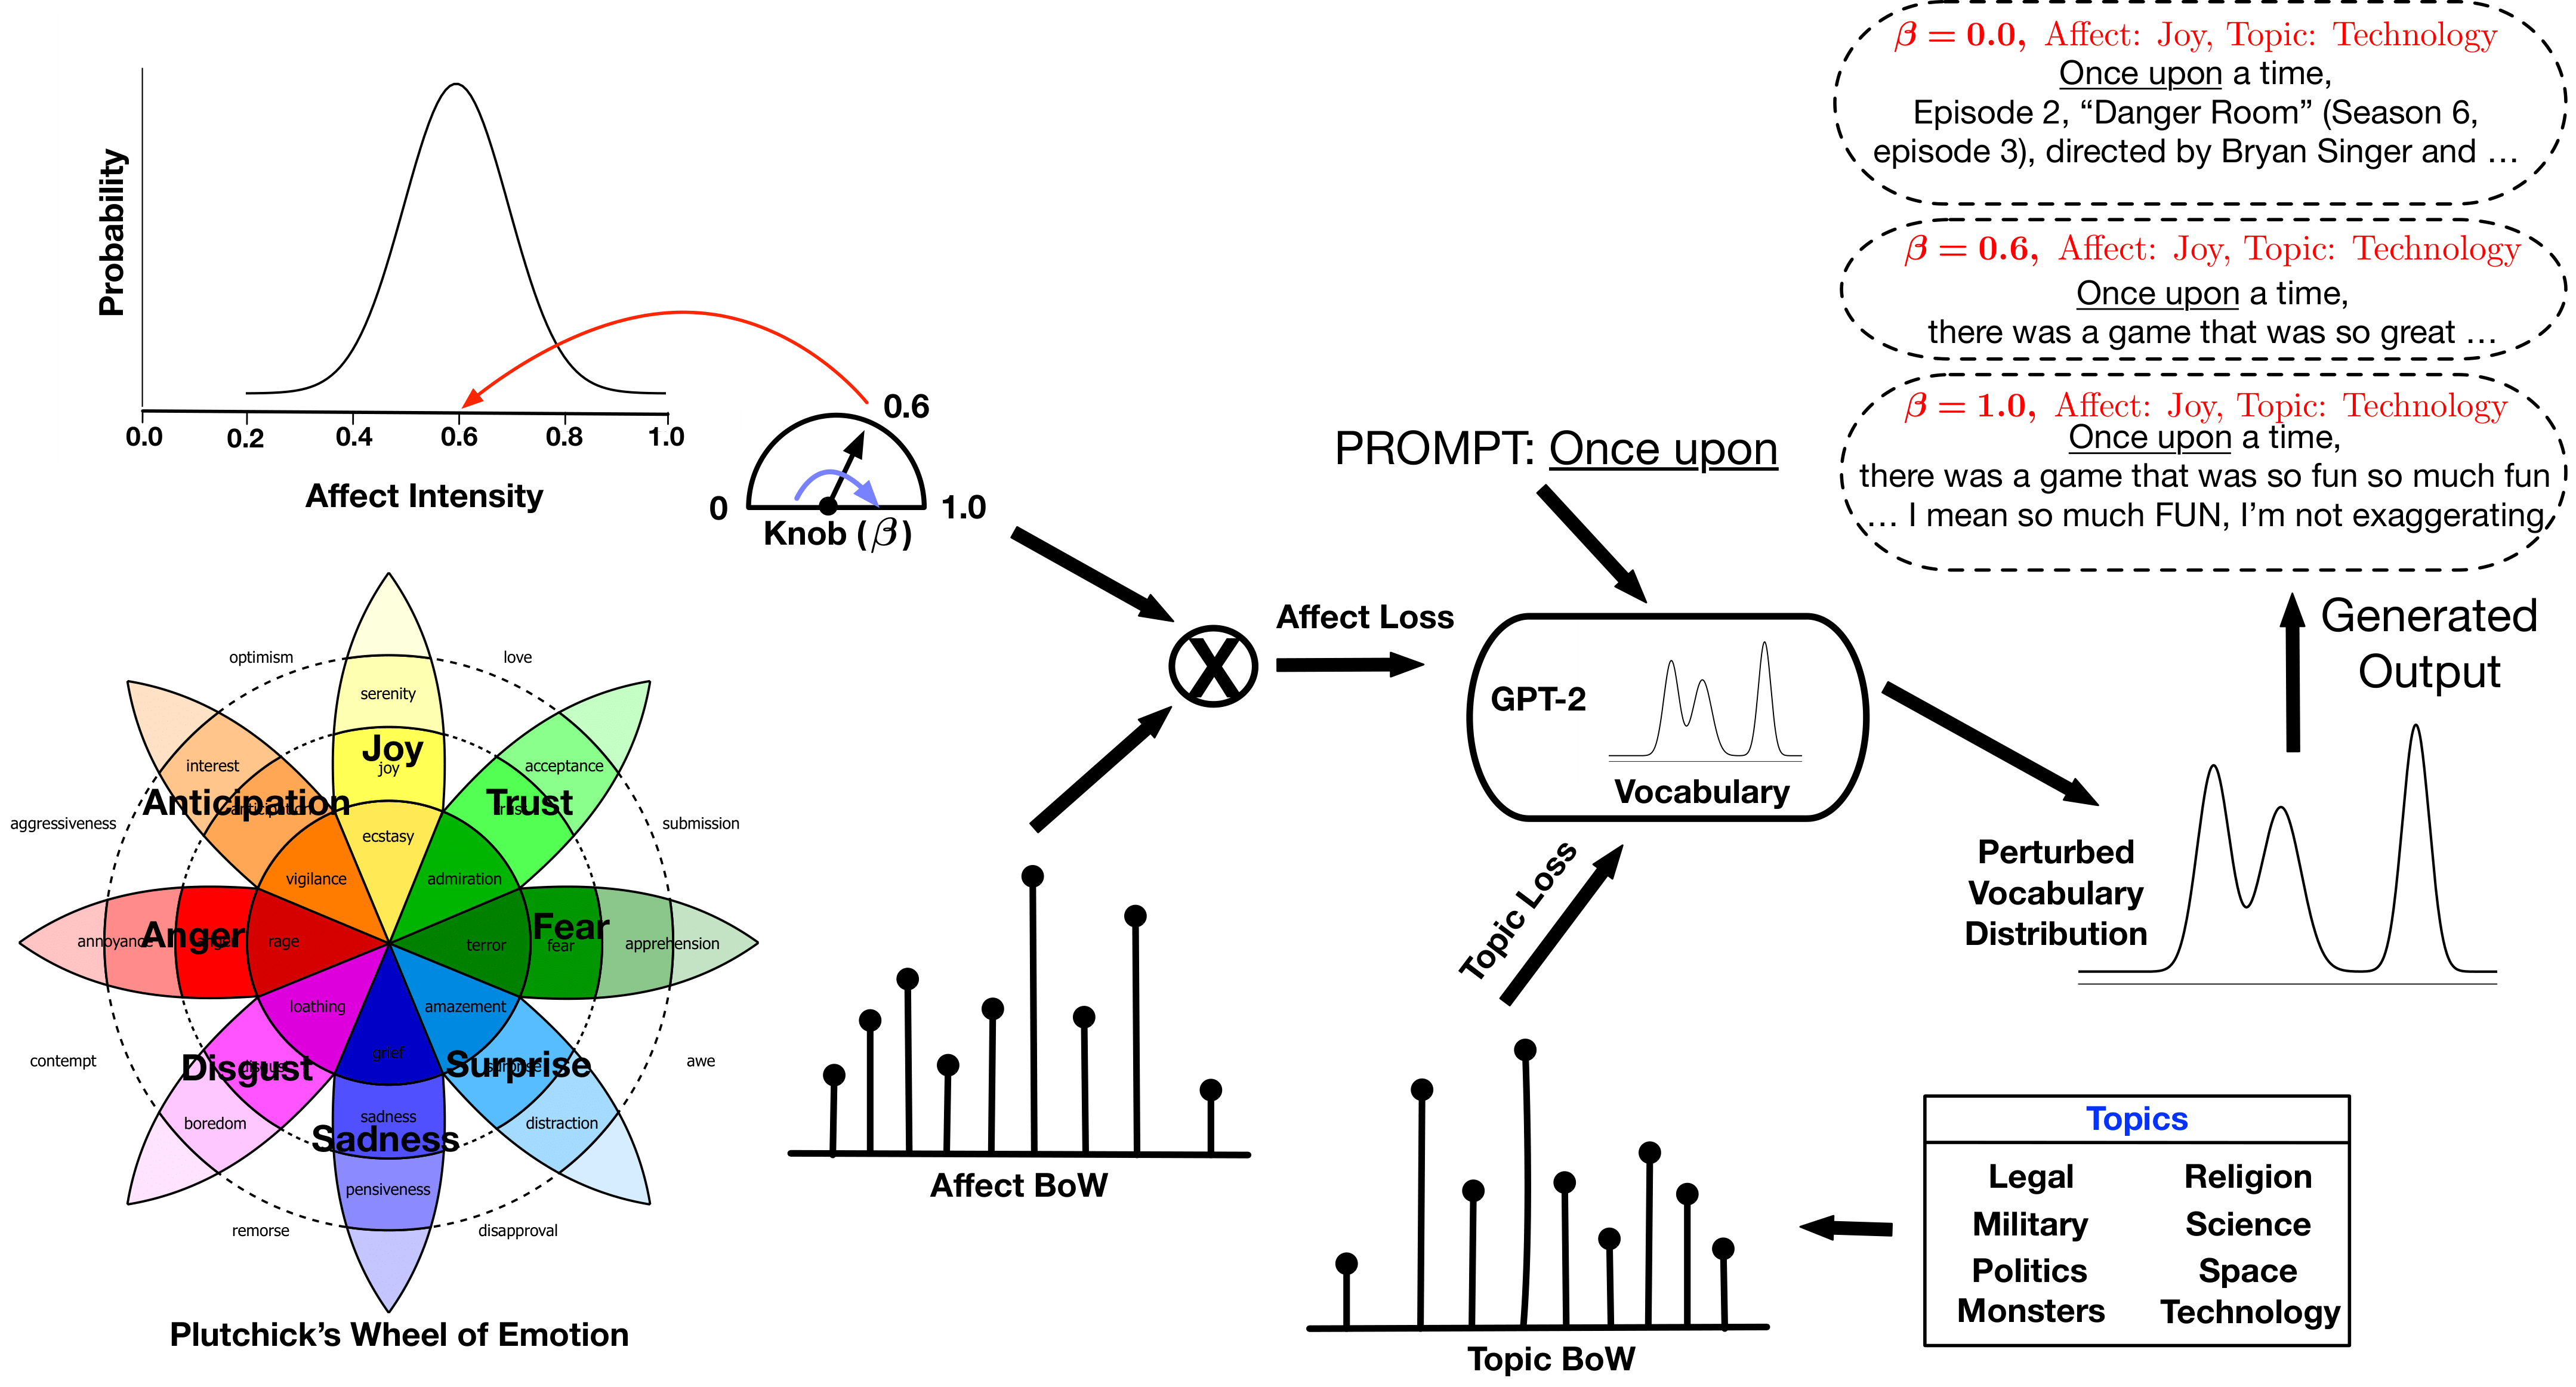 β = 0.0, Affect: Joy, Topic: Technology
Once upon a time,
Episode 2, “Danger Room” (Season 6,
episode 3), directed by Bryan Singer and …
β = 0.6, Affect: Joy, Topic: Technology
Once upon a time,
there was a game that was so great …
β = 1.0, Affect: Joy, Topic: Technology
Once upon a time,
there was a game that was so fun so much fun
… I mean so much FUN, I’m not exaggerating
Probability
0.0
0.2
0.4
0.6
0.8
1.0
Affect Intensity
0.6
0
1.0
Knob (β)
PROMPT: Once upon
Affect Loss
X
GPT-2
Vocabulary
Generated
Output
Perturbed
Vocabulary
Distribution
Topic Loss
optimism
love
serenity
Joy
joy
interest
acceptance
Anticipation
anticipation
Trust
trust
ecstasy
aggressiveness
submission
vigilance
admiration
annoyance
Anger
anger
rage
terror
Fear
fear
apprehension
loathing
amazement
grief
contempt
awe
Disgust
disgust
Surprise
surprise
boredom
sadness
Sadness
distraction
pensiveness
remorse
disapproval
Plutchick’s Wheel of Emotion
Affect BoW
Topic BoW
Topics
Legal
Religion
Military
Science
Politics
Space
Monsters
Technology